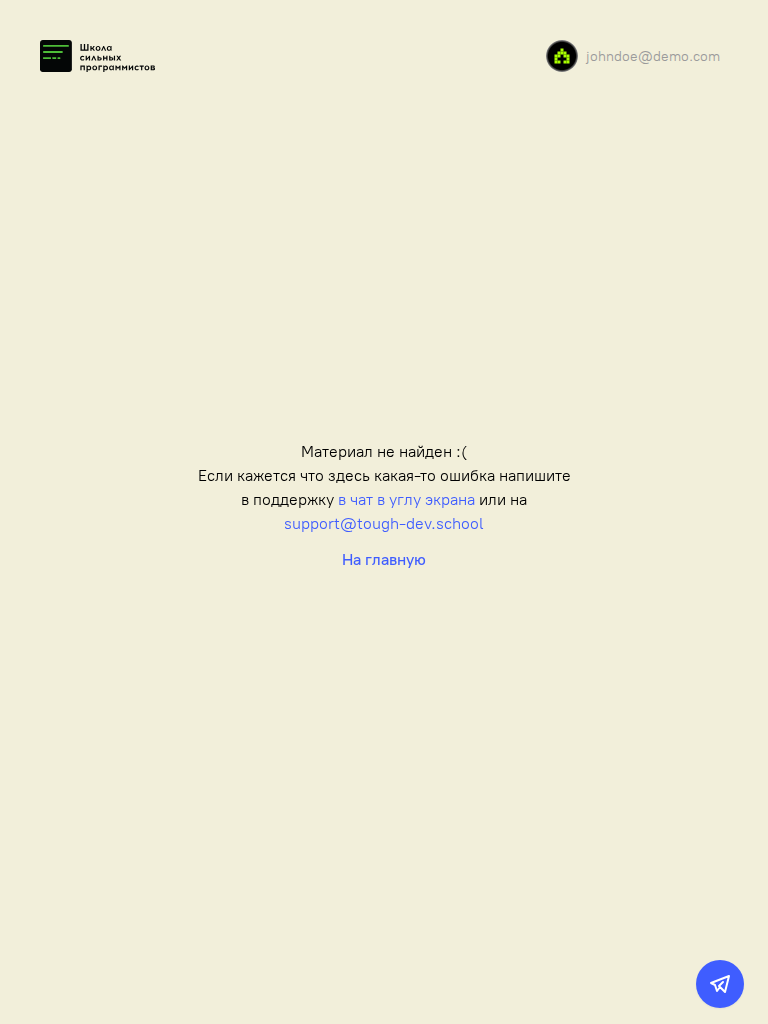 Школа
сильных
программистов
johndoe@demo.com
Материал не найден :(
Если кажется что здесь какая-то ошибка напишите
в поддержку в чат в углу экрана или на
support@tough-dev.school
На главную